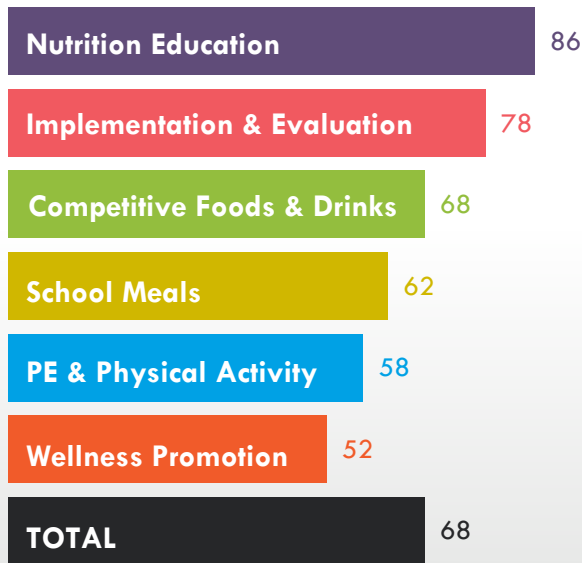 Nutrition Education 86
Implementation & Evaluation 78
Competitive Foods & Drinks 68
School Meals 62
PE & Physical Activity 58
Wellness Promotion 52
TOTAL 68